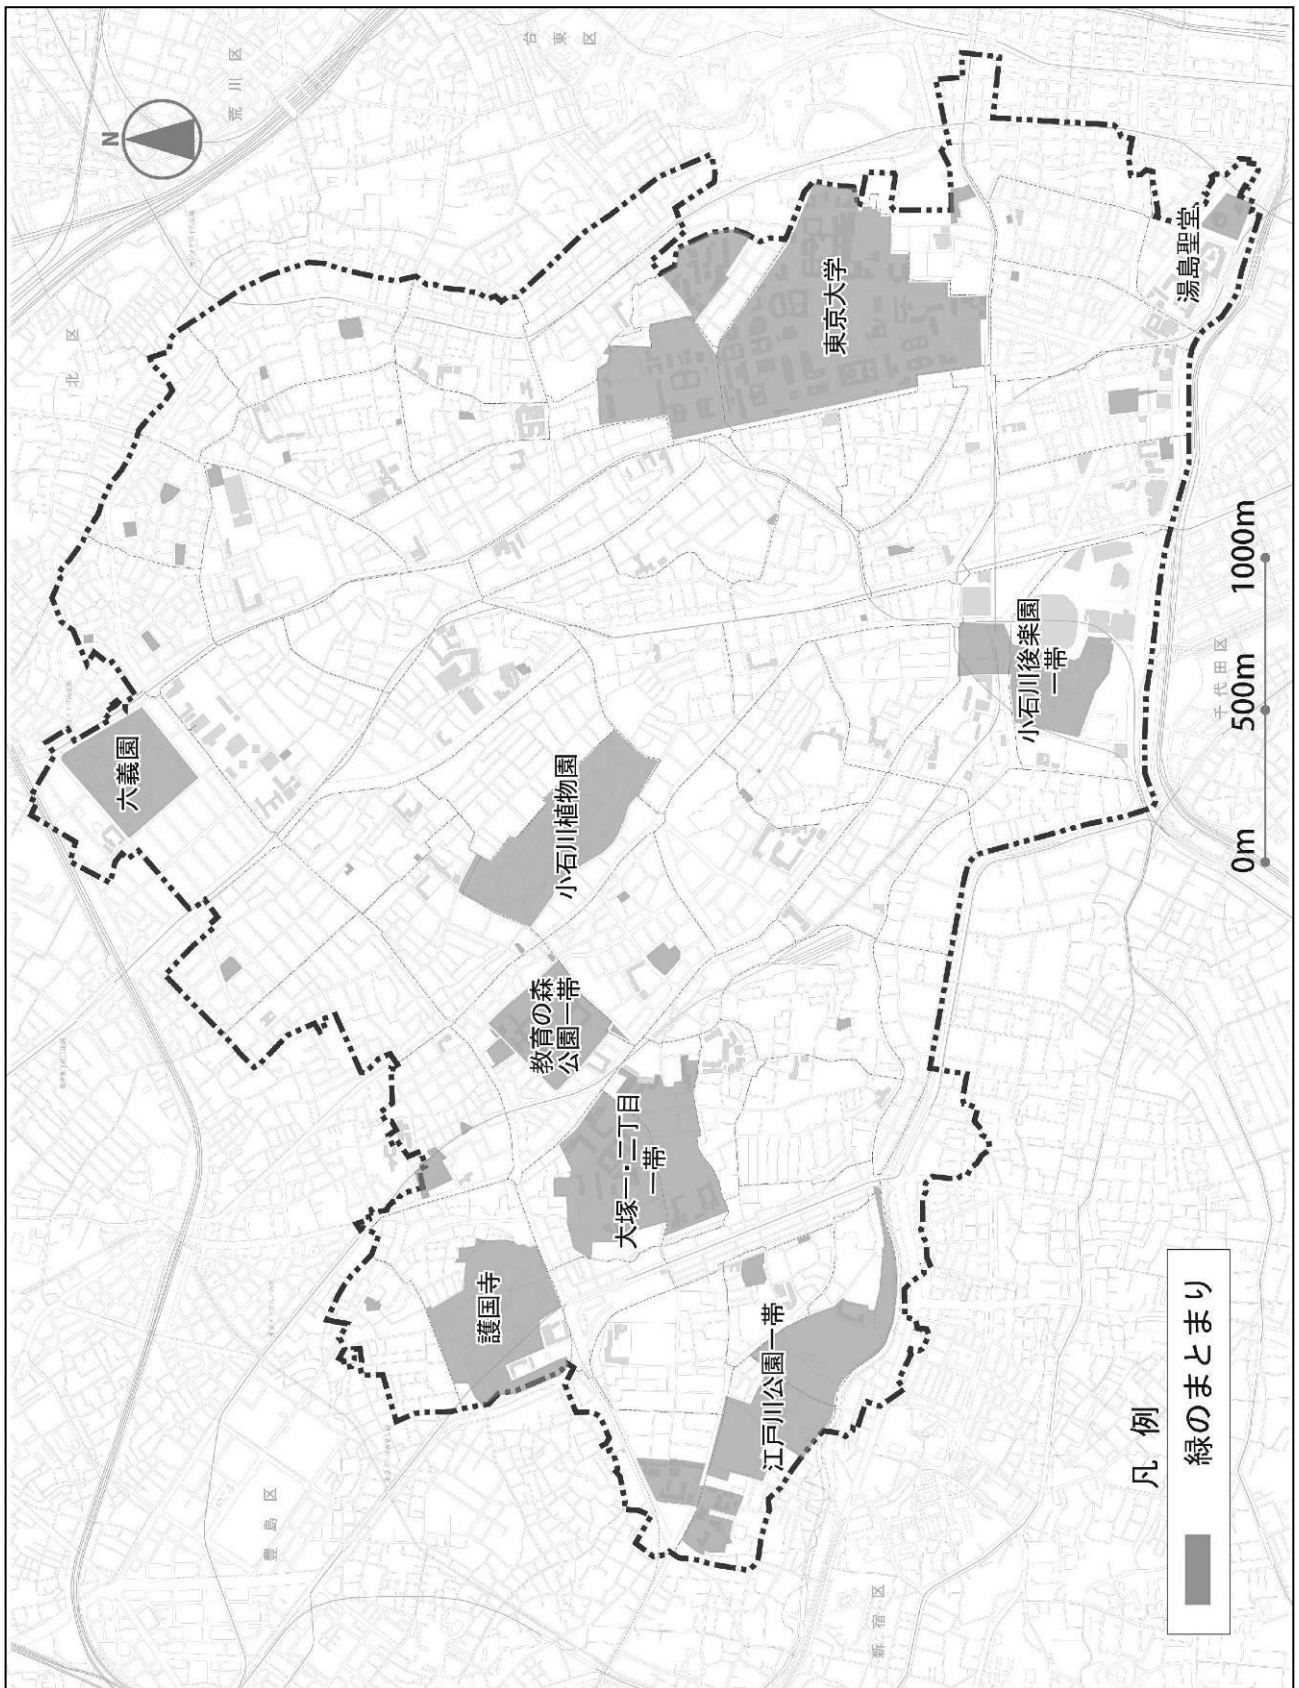 N
荒川区
台東区
北区
豊島区
新宿区
千代田区
六義園
東京大学
湯島聖堂
小石川植物園
小石川後楽園
一帯
教育の森
公園一帯
大塚一・二丁目
一帯
護国寺
江戸川公園一帯
0m
500m
1000m
凡例
緑のまとまり